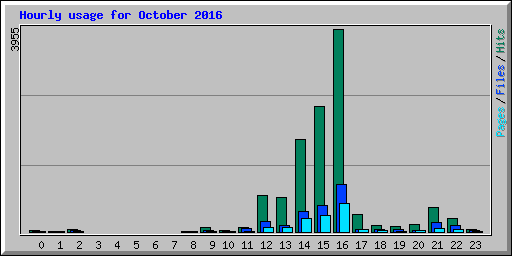 Hourly usage for October 2016
3955
Pages/Files/Hits
0 1 2 3 4 5 6 7 8 9 10 11 12 13 14 15 16 17 18 19 20 21 22 23